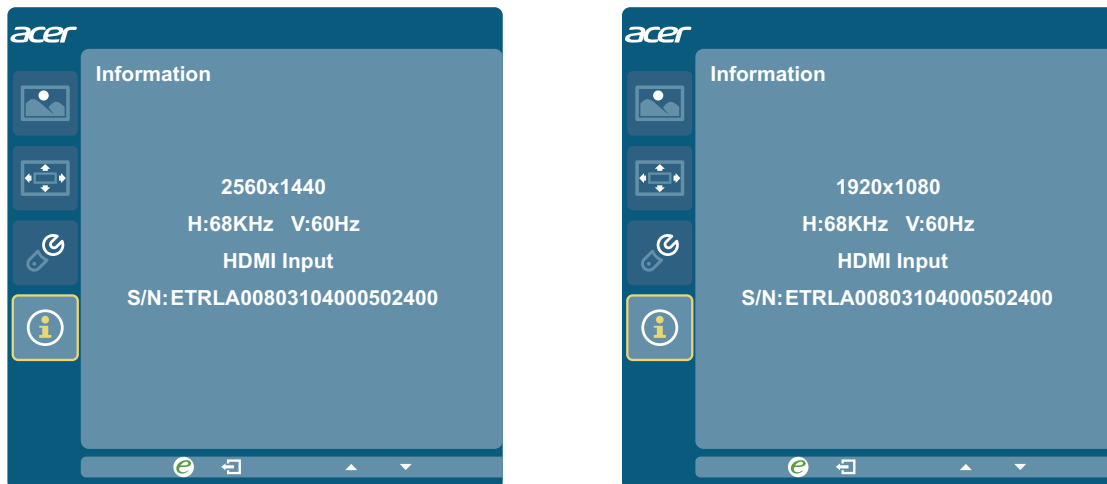 acer
Information
2560x1440
H:68KHz V:60Hz
HDMI Input
S/N:ETRLA00803104000502400
e
acer
Information
1920x1080
H:68KHz V:60Hz
HDMI Input
S/N:ETRLA00803104000502400
e